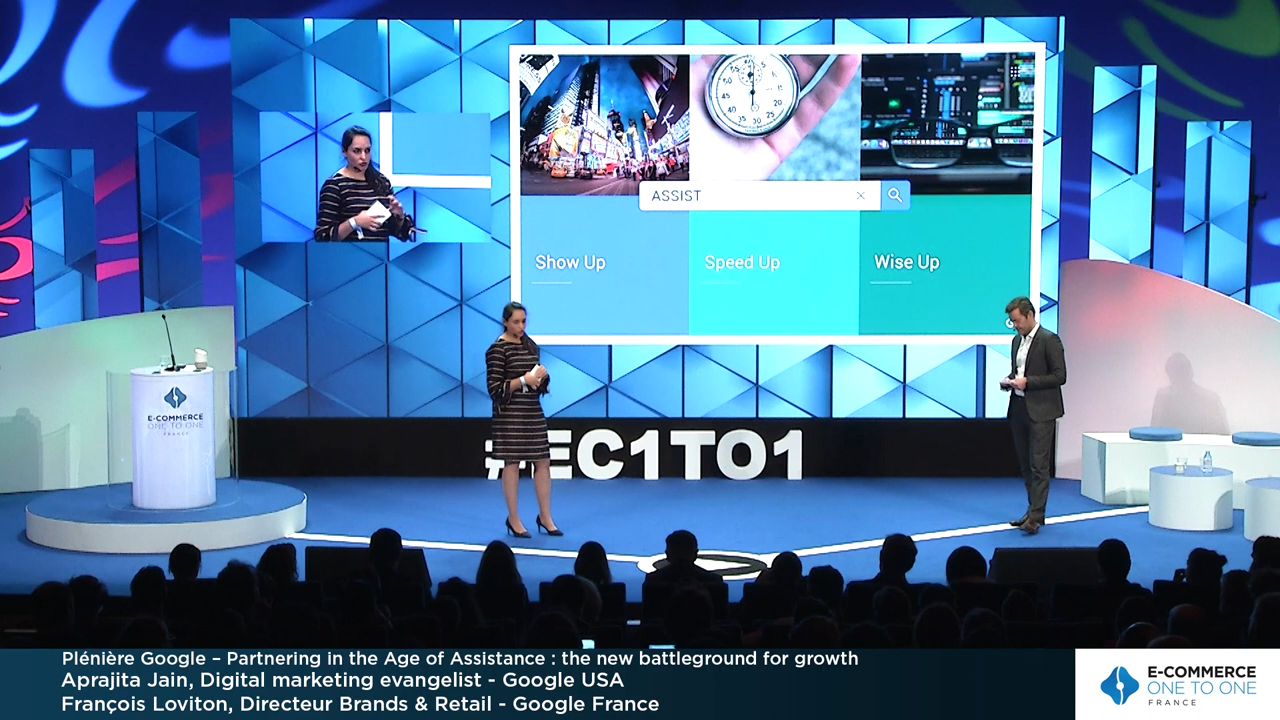 ASSIST
Show Up
Speed Up
Wise Up
E-COMMERCE
ONE TO ONE
FRANCE
#EC1TO1
Plénière Google – Partnering in the Age of Assistance : the new battleground for growth
Aprajita Jain, Digital marketing evangelist - Google USA
François Loviton, Directeur Brands & Retail - Google France
E-COMMERCE
ONE TO ONE
FRANCE